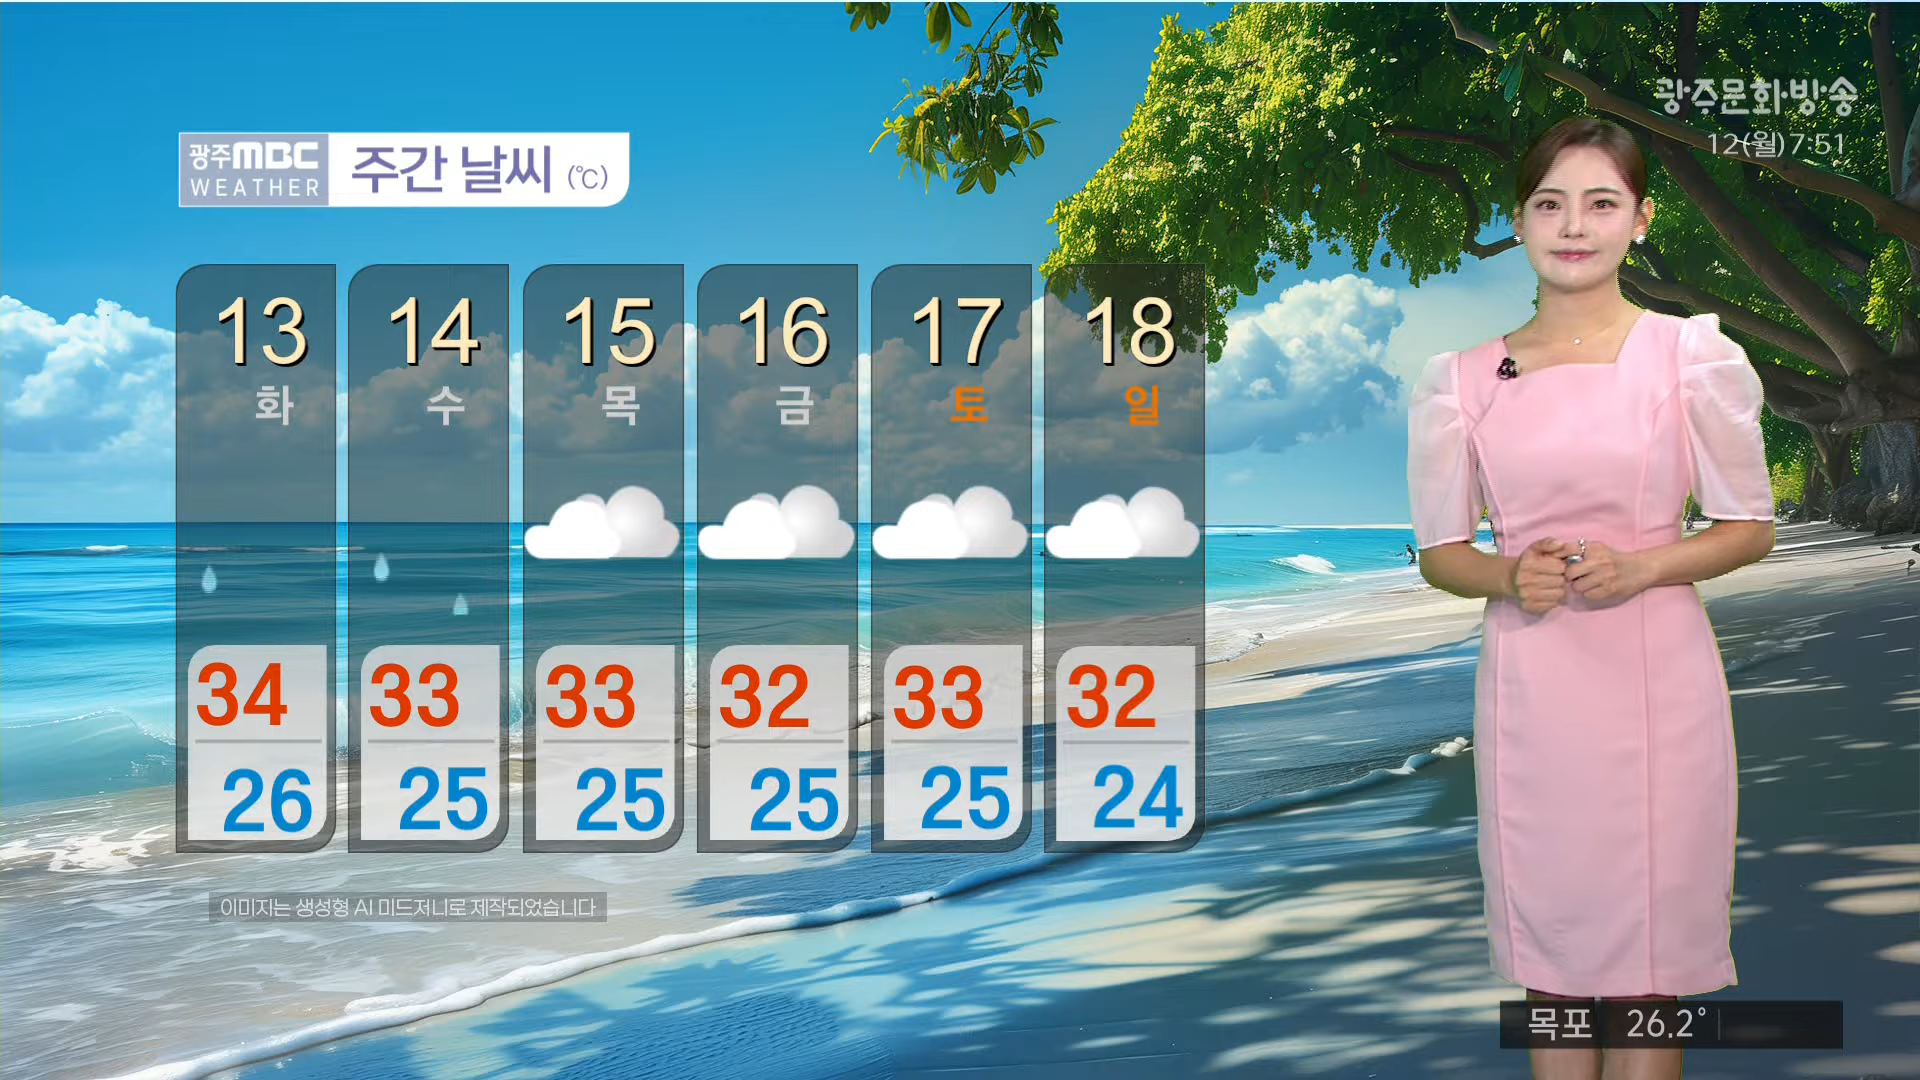 광주문화방송
12(월)7:51
광주MBC
WEATHER
주간 날씨 (℃)
13 14 15 16 17 18
화 수 목 금 토 일
34 33 33 32 33 32
26 25 25 25 25 24
이미지는 생성형 AI 미드저니로 제작되었습니다
목포 26.2°